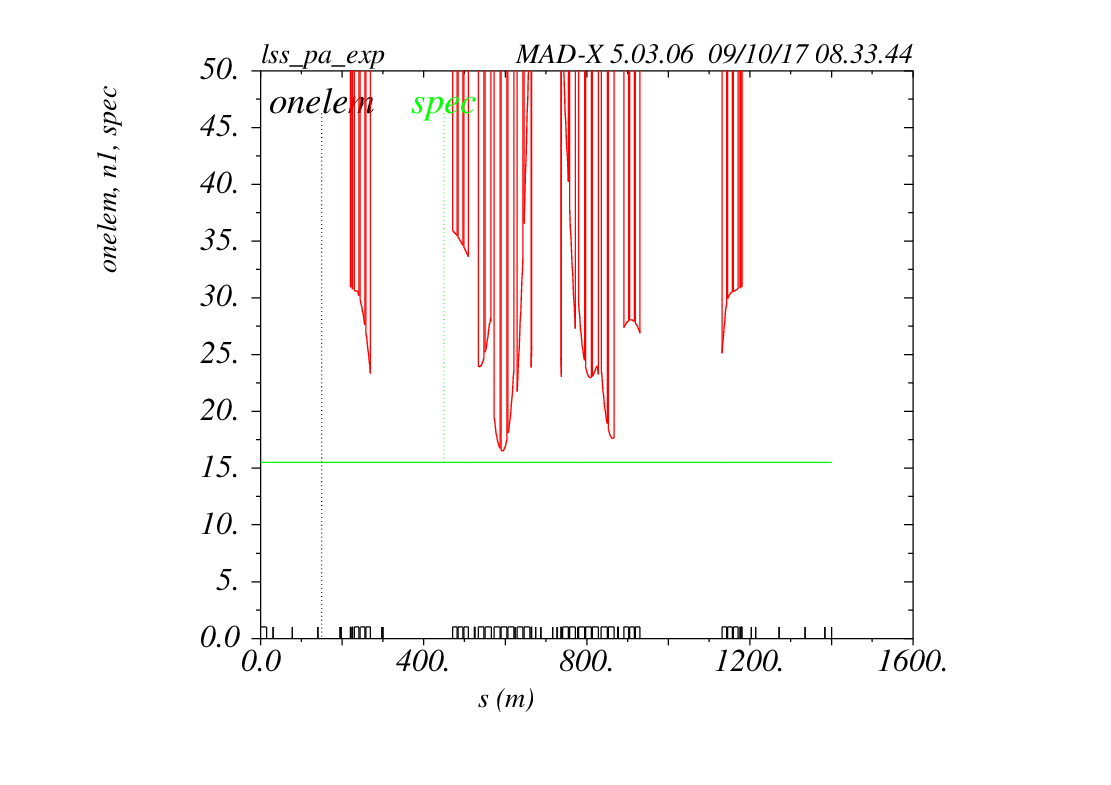 lss_pa_exp MAD-X 5.03.06 09/10/17 08.33.44
onelem spec
onelem, n1, spec
50.
45.
40.
35.
30.
25.
20.
15.
10.
5.
0.0
0.0 400. 800. 1200. 1600.
s (m)